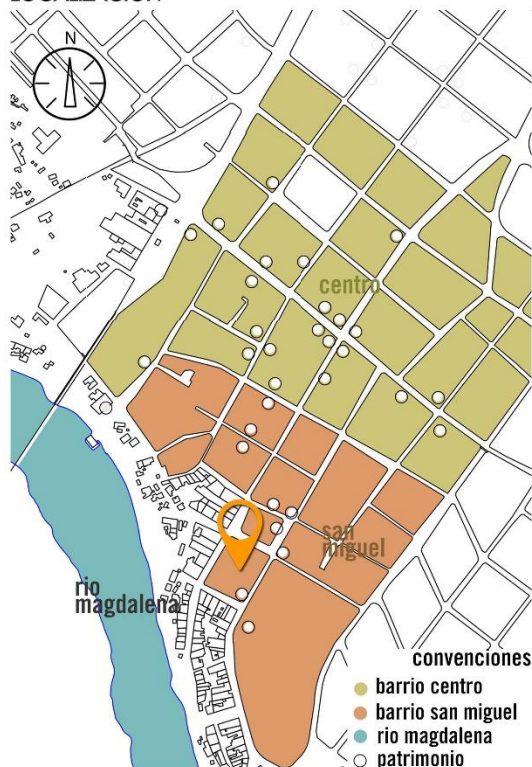 N
centro
san
miguel
rio
magdalena
convenciones
barrio centro
barrio san miguel
rio magdalena
patrimonio